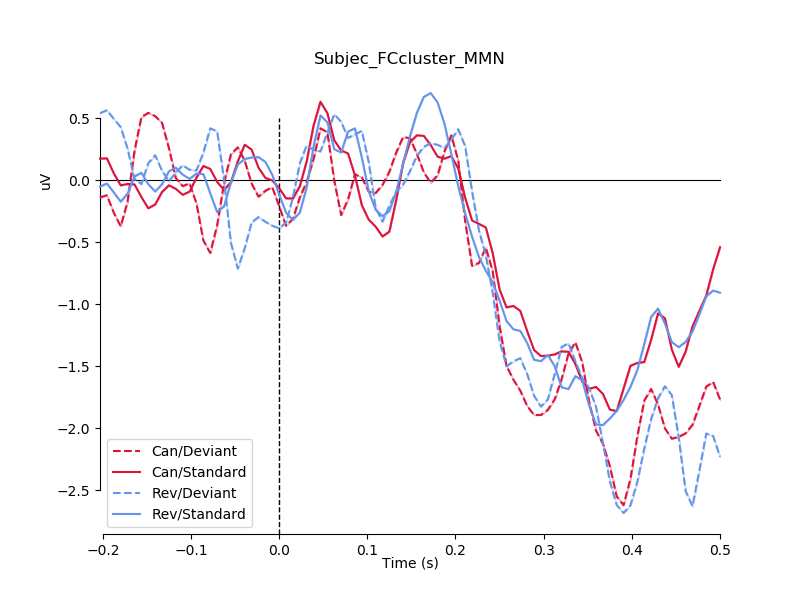 Subjec_FCcluster_MMN
uV
0.5
0.0
−0.5
−1.0
−1.5
−2.0
−2.5
Can/Deviant
Can/Standard
Rev/Deviant
Rev/Standard
−0.2 −0.1 0.0 0.1 0.2 0.3 0.4 0.5
Time (s)